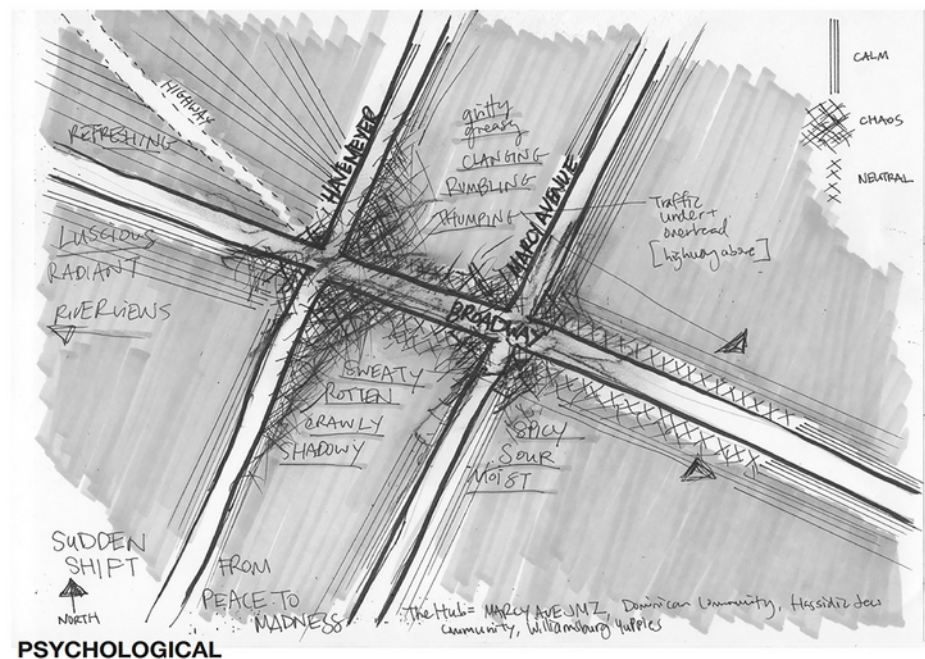 CALM
CHAOS
NEUTRAL
HIGHWAY
REFRESHING
HAVEMEYER
gritty
greasy
CLANGING
RUMBLING
THUMPING
MARCY AVENUE
Traffic
under +
overhead
[highway above]
LUSCIOUS
RADIANT
RIVERVIEWS
BROADWAY
SWEATY
ROTTEN
CRAWLY
SHADOWY
SPICY
SOUR
MOIST
SUDDEN
SHIFT
FROM
PEACE TO
MADNESS
NORTH
The Hub = MARCY AVE JMZ, Dominican Community, Hassidic Jew
Community, Williamsburg Yuppies
PSYCHOLOGICAL